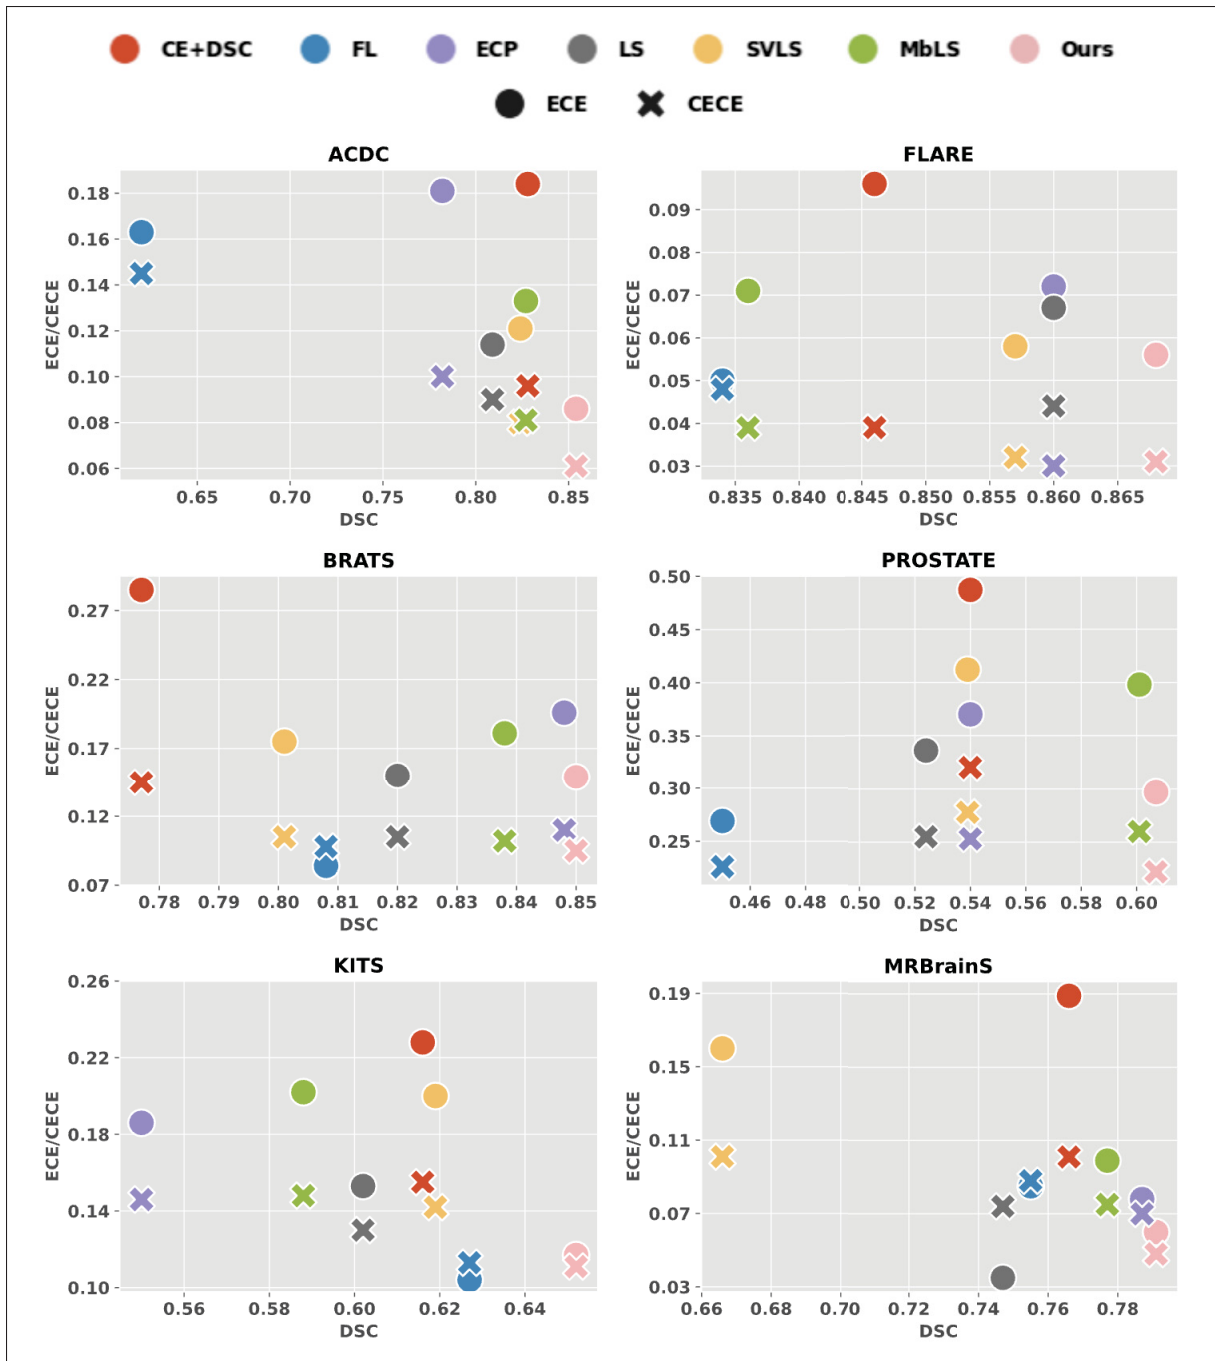 CE+DSC FL ECP LS SVLS MbLS Ours
ECE CECE
ACDC
ECE/CECE
0.18
0.16
0.14
0.12
0.10
0.08
0.06
0.65 0.70 0.75 0.80 0.85
DSC
FLARE
0.09
0.08
0.07
0.06
0.05
0.04
0.03
0.835 0.840 0.845 0.850 0.855 0.860 0.865
DSC
BRATS
ECE/CECE
0.27
0.22
0.17
0.12
0.07
0.78 0.79 0.80 0.81 0.82 0.83 0.84 0.85
DSC
PROSTATE
ECE/CECE
0.50
0.45
0.40
0.35
0.30
0.25
0.46 0.48 0.50 0.52 0.54 0.56 0.58 0.60
DSC
KITS
ECE/CECE
0.26
0.22
0.18
0.14
0.10
0.56 0.58 0.60 0.62 0.64
DSC
MRBrainS
ECE/CECE
0.19
0.15
0.11
0.07
0.03
0.66 0.68 0.70 0.72 0.74 0.76 0.78
DSC
ECE/CECE